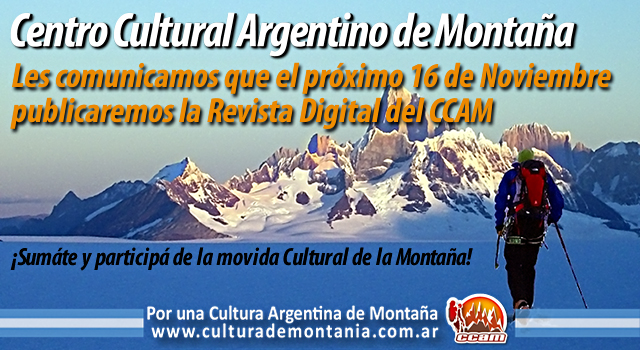 Centro Cultural Argentino de Montaña
Les comunicamos que el próximo 16 de Noviembre
publicaremos la Revista Digital del CCAM
¡Sumáte y participá de la movida Cultural de la Montaña!
Por una Cultura Argentina de Montaña
www.culturademontania.com.ar
ccam